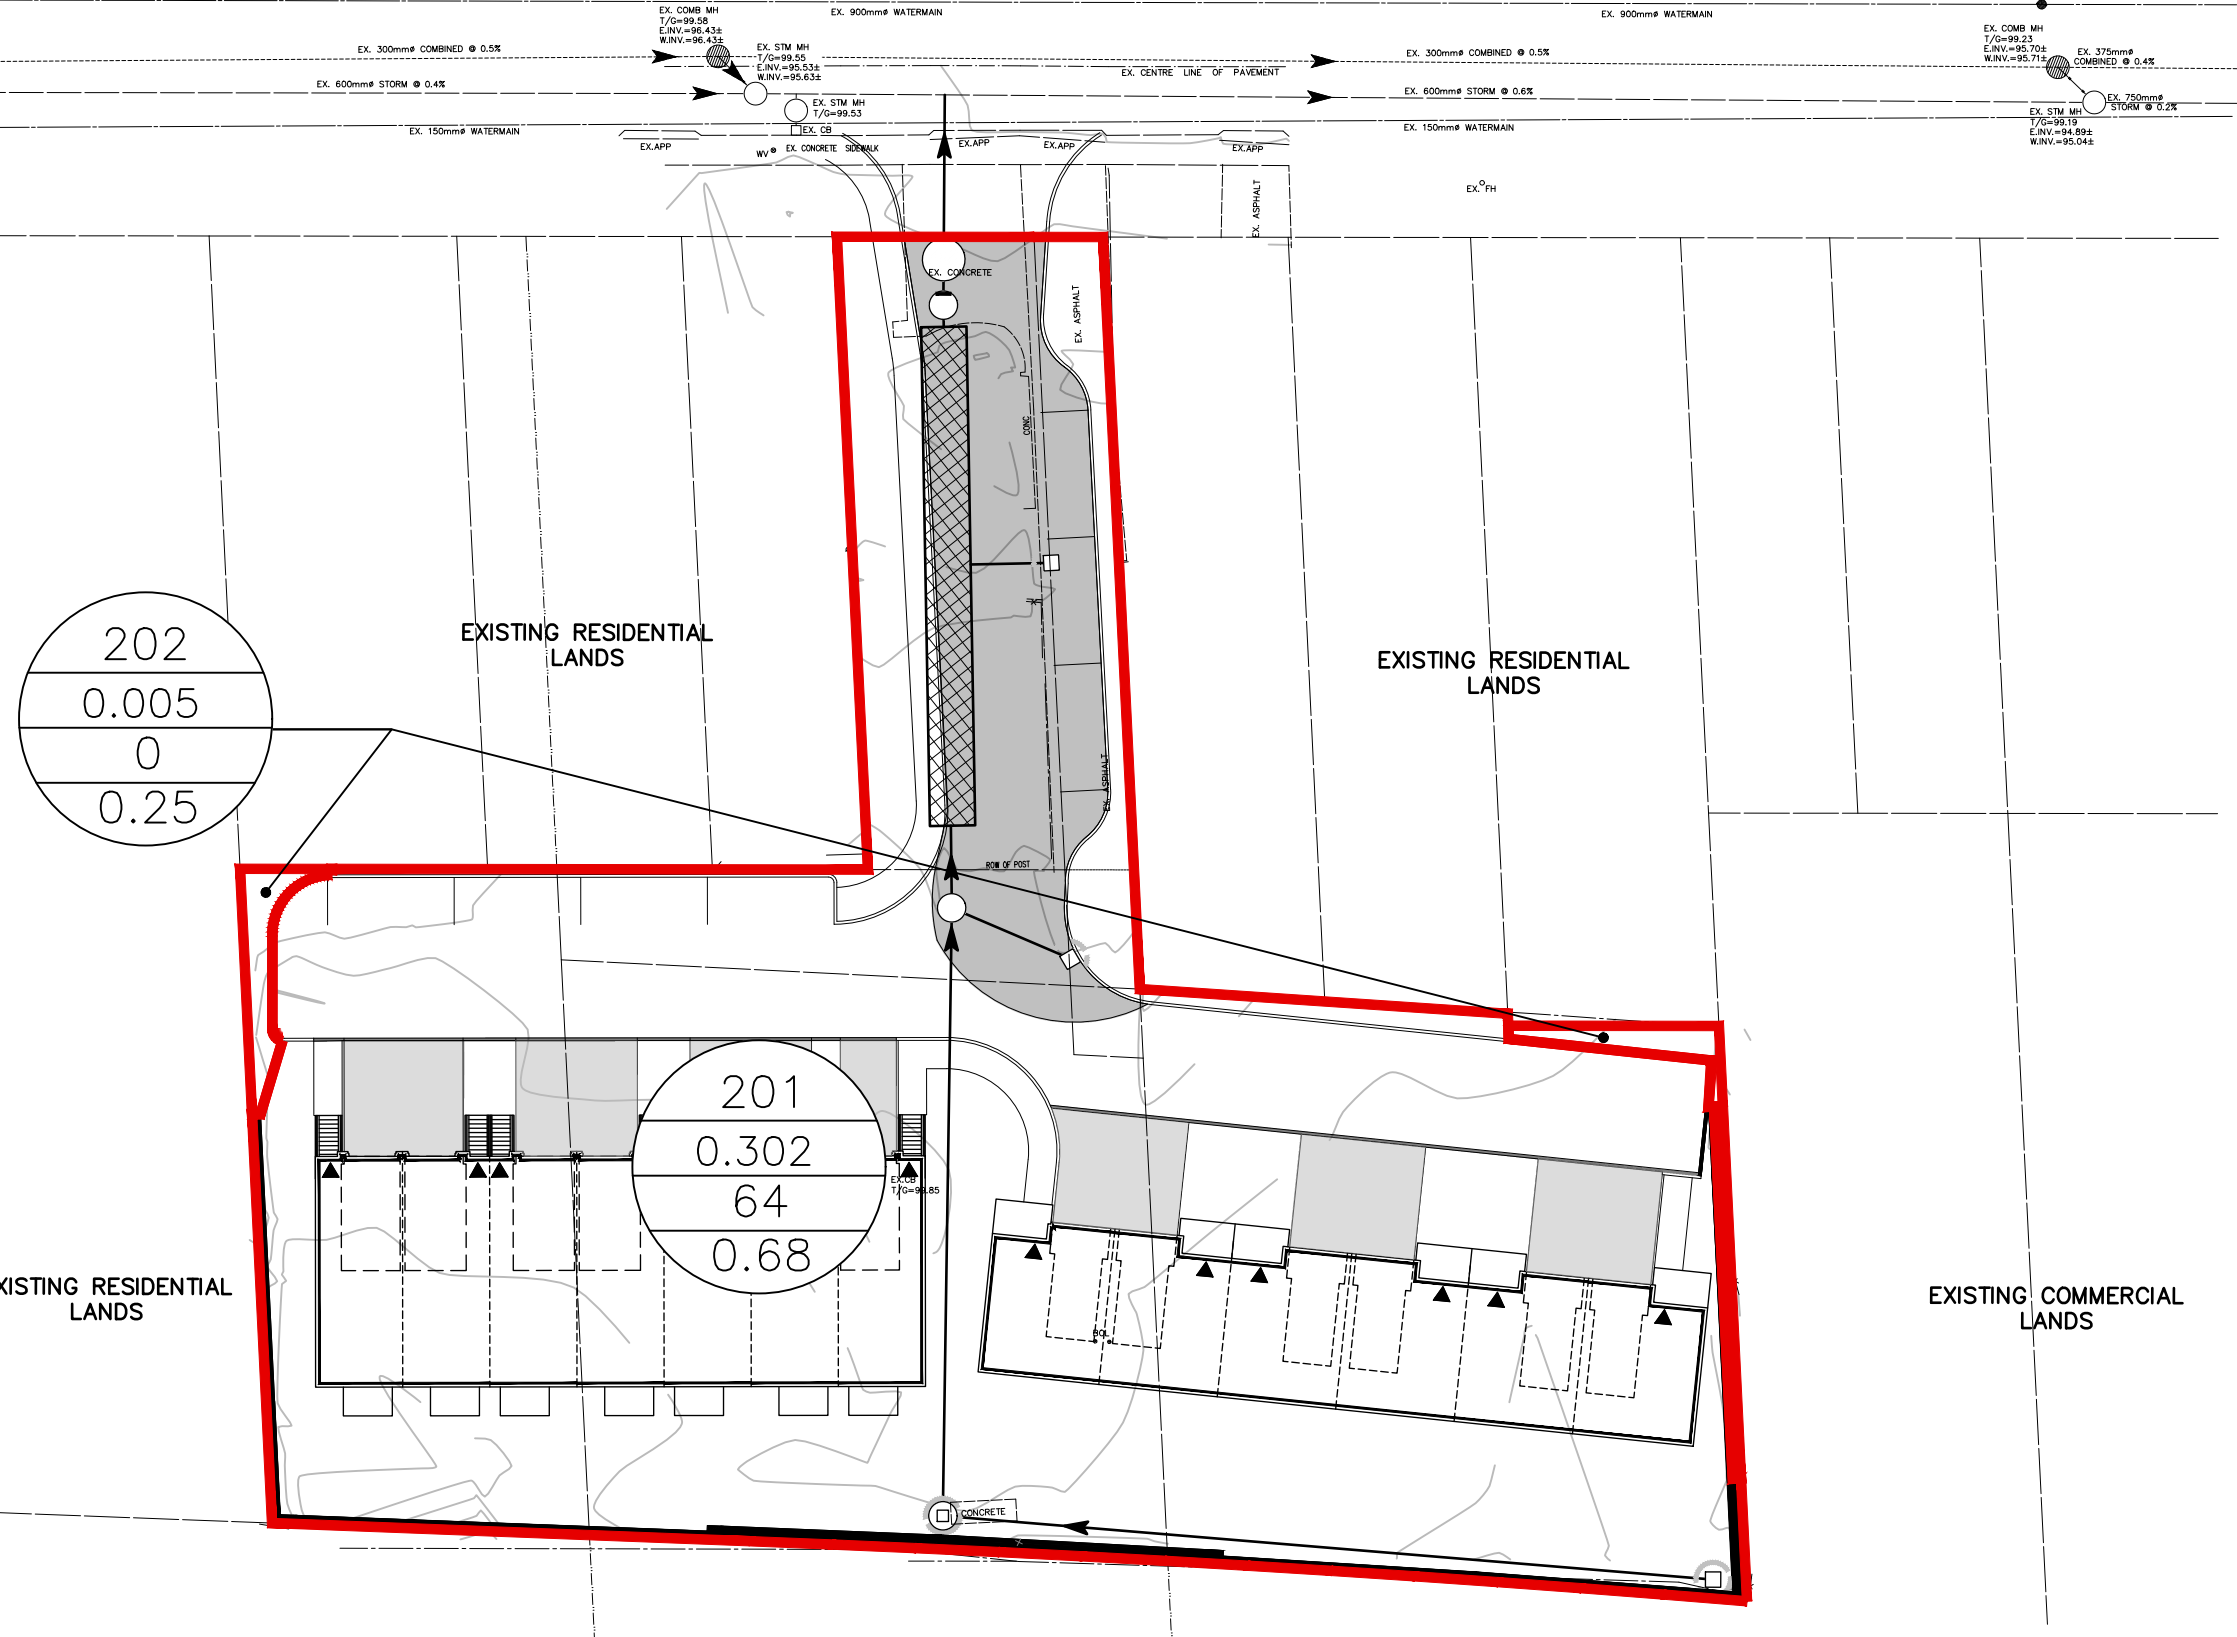 EX. COMB MH
T/G=99.58
E.INV.=96.43±
W.INV.=96.43±
EX. 900mmø WATERMAIN
EX. 900mmø WATERMAIN
EX. COMB MH
T/G=99.23
E.INV.=95.70±
W.INV.=95.71±
EX. 300mmø COMBINED @ 0.5%
EX. STM MH
T/G=99.55
E.INV.=95.53±
W.INV.=95.63±
EX. 300mmø COMBINED @ 0.5%
EX. 375mmø
COMBINED @ 0.4%
EX. CENTRE LINE OF PAVEMENT
EX. 600mmø STORM @ 0.4%
EX. 600mmø STORM @ 0.6%
EX. 750mmø
STORM @ 0.2%
EX. STM MH
T/G=99.53
EX. STM MH
T/G=99.19
E.INV.=94.89±
W.INV.=95.04±
EX. 150mmø WATERMAIN
EX. CB
EX. 150mmø WATERMAIN
EX.APP
WV
EX. CONCRETE SIDEWALK
EX.APP
EX.APP
EX.APP
EX. FH
EX. ASPHALT
EX. CONCRETE
EX. ASPHALT
CONC
202
0.005
0
0.25
EXISTING RESIDENTIAL
LANDS
EXISTING RESIDENTIAL
LANDS
EX. ASPHALT
ROW OF POST
201
0.302
64
0.68
EX.CB
T/G=99.85
XISTING RESIDENTIAL
LANDS
BOL
EXISTING COMMERCIAL
LANDS
CONCRETE